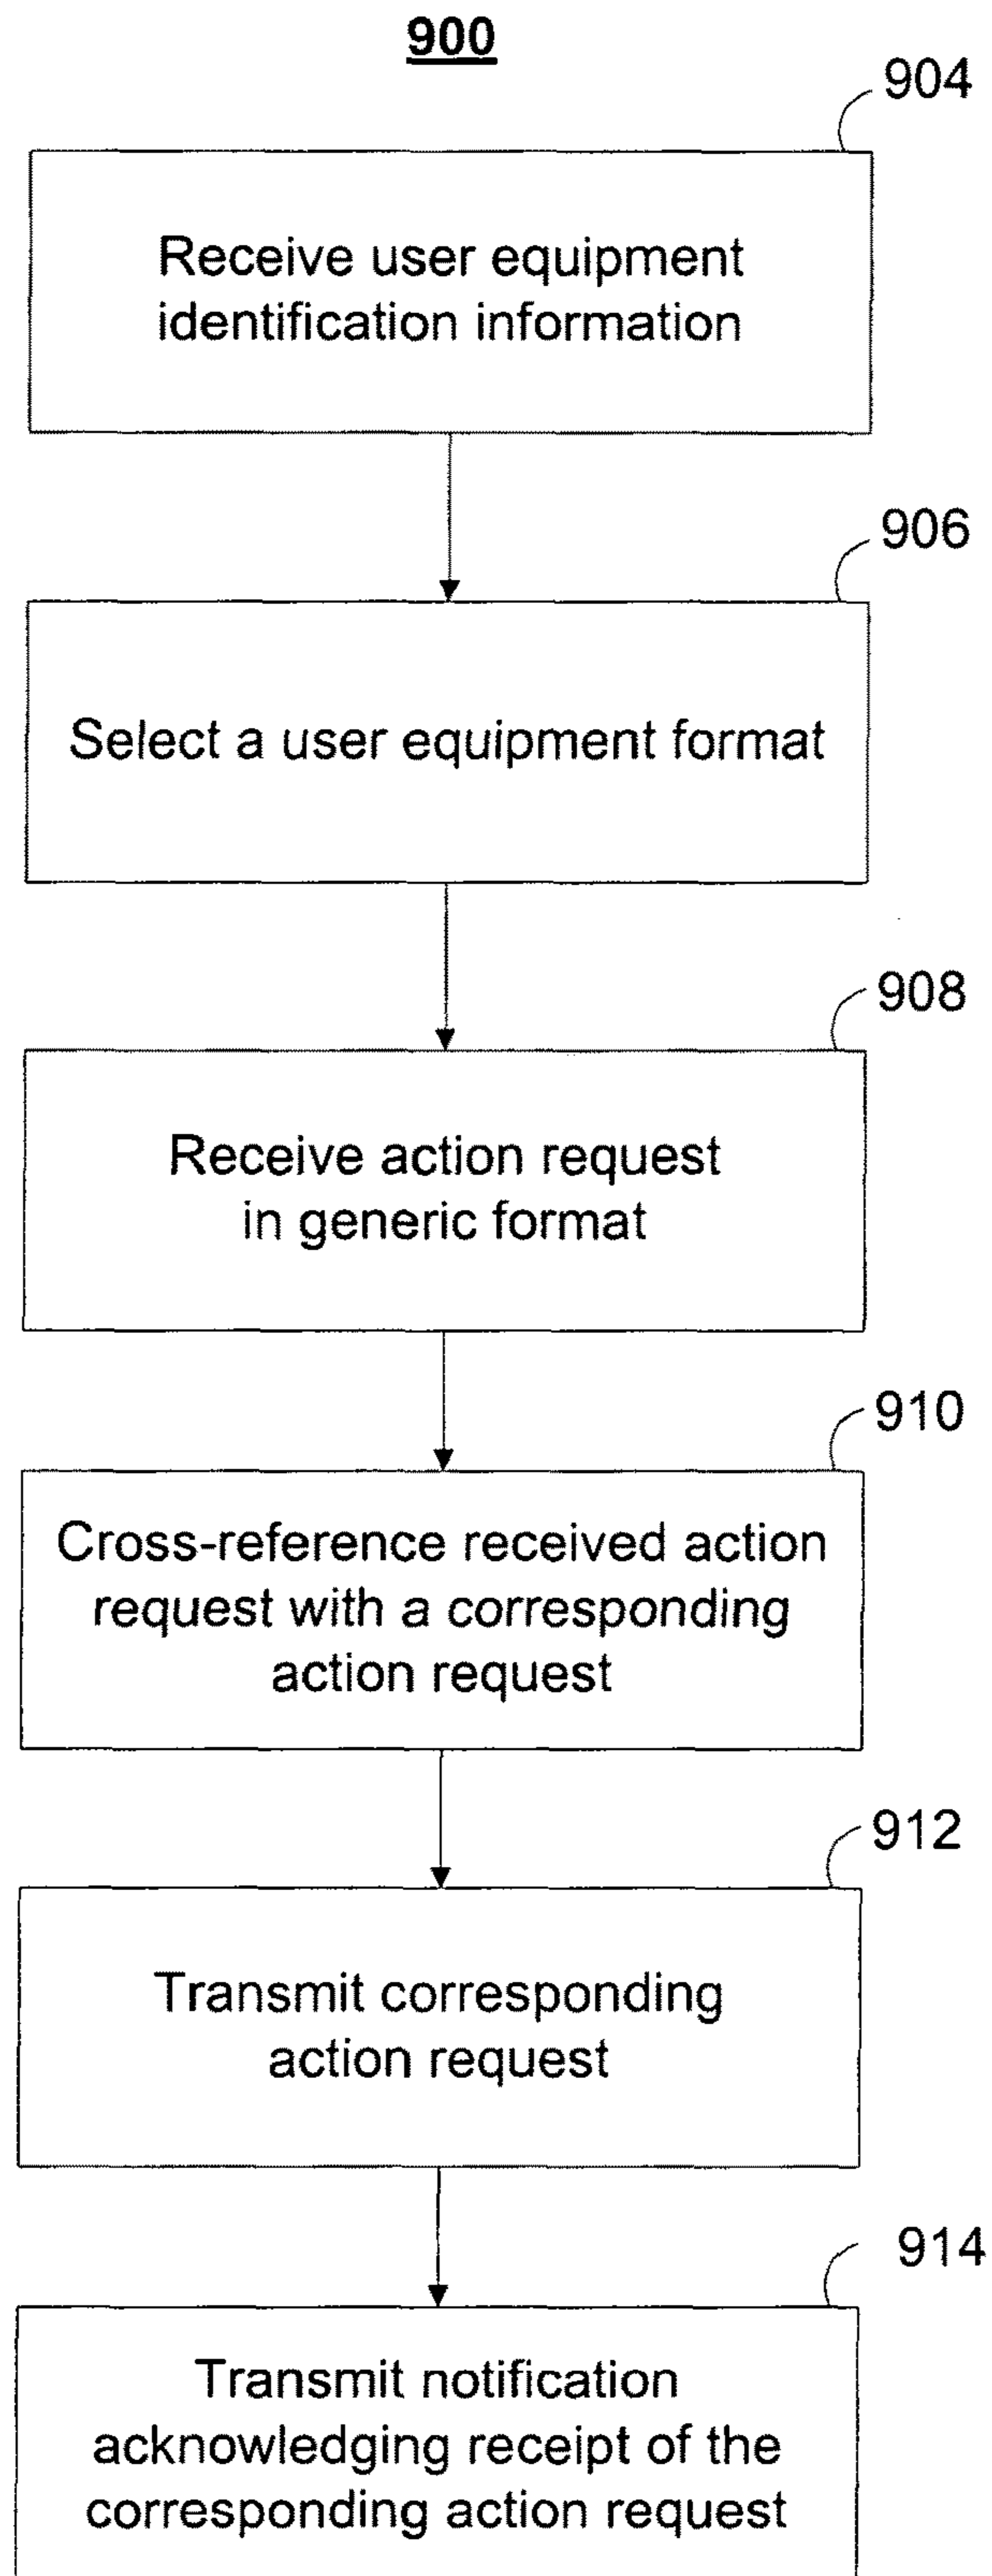 900
904
Receive user equipment
identification information
906
Select a user equipment format
908
Receive action request
in generic format
910
Cross-reference received action
request with a corresponding
action request
912
Transmit corresponding
action request
914
Transmit notification
acknowledging receipt of the
corresponding action request